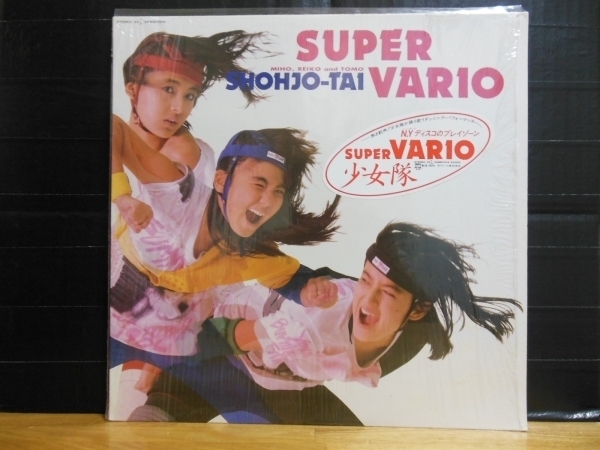 SUPER
MIHO, REIKO and TOMO
SHOHJO-TAI VARIO
N.Y.ディスコのプレイゾーン
SUPER VARIO
少女隊